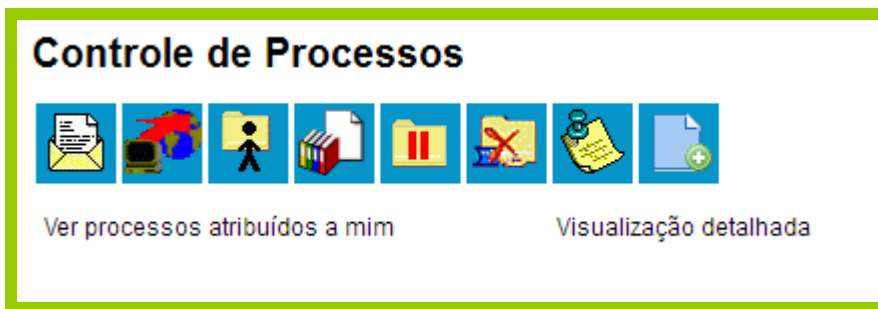 Controle de Processos
Ver processos atribuídos a mim Visualização detalhada